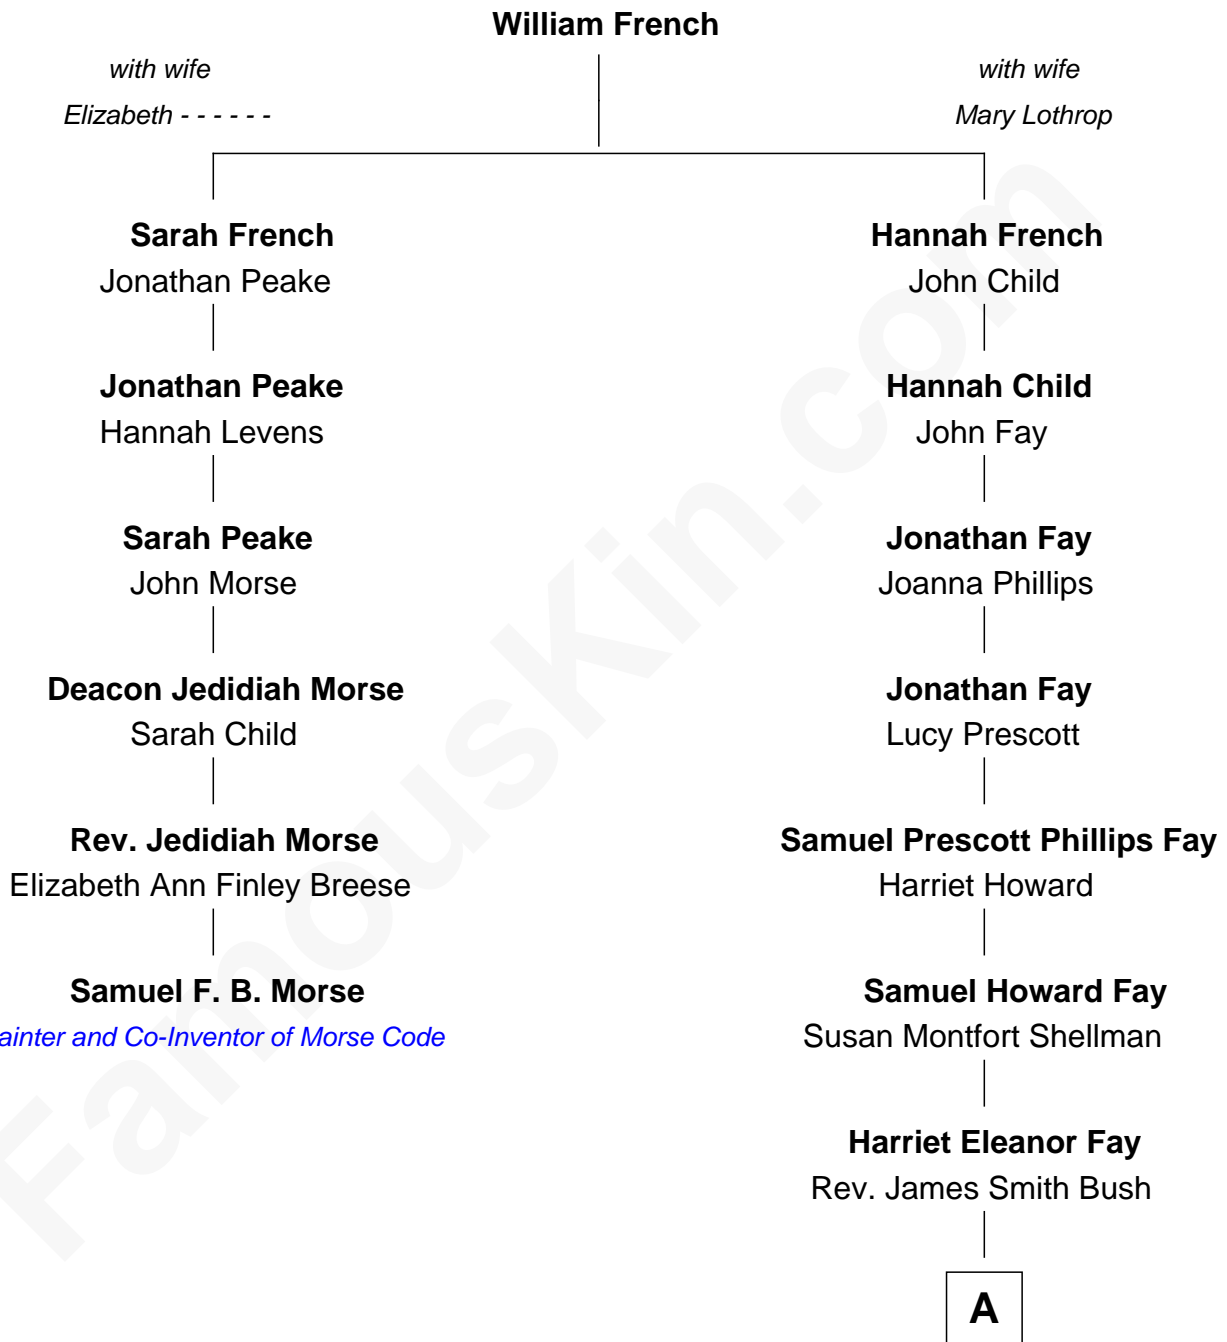 William French
with wife
Elizabeth - - - - - -
with wife
Mary Lothrop
Sarah French
Jonathan Peake
Hannah French
John Child
Jonathan Peake
Hannah Levens
Hannah Child
John Fay
Sarah Peake
John Morse
Jonathan Fay
Joanna Phillips
Deacon Jedidiah Morse
Sarah Child
Jonathan Fay
Lucy Prescott
Rev. Jedidiah Morse
Elizabeth Ann Finley Breese
Samuel Prescott Phillips Fay
Harriet Howard
Samuel F. B. Morse
ainter and Co-Inventor of Morse Code
Samuel Howard Fay
Susan Montfort Shellman
Harriet Eleanor Fay
Rev. James Smith Bush
A
FamousKin.com